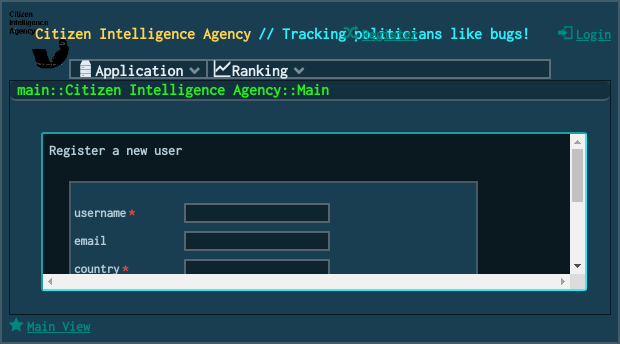 Citizen
Intelligence
Agency
Citizen Intelligence Agency // Tracking politicians like bugs!
Register
Login
Application
Ranking
main::Citizen Intelligence Agency::Main
Register a new user
username*
email
country*
Main View